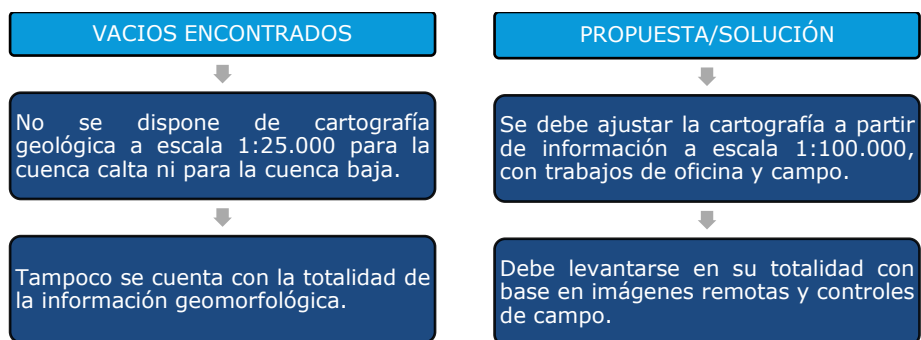 VACIOS ENCONTRADOS
No se dispone de cartografía
geológica a escala 1:25.000 para la
cuenca calta ni para la cuenca baja.
Tampoco se cuenta con la totalidad de
la información geomorfológica.
PROPUESTA/SOLUCIÓN
Se debe ajustar la cartografía a partir
de información a escala 1:100.000,
con trabajos de oficina y campo.
Debe levantarse en su totalidad con
base en imágenes remotas y controles
de campo.